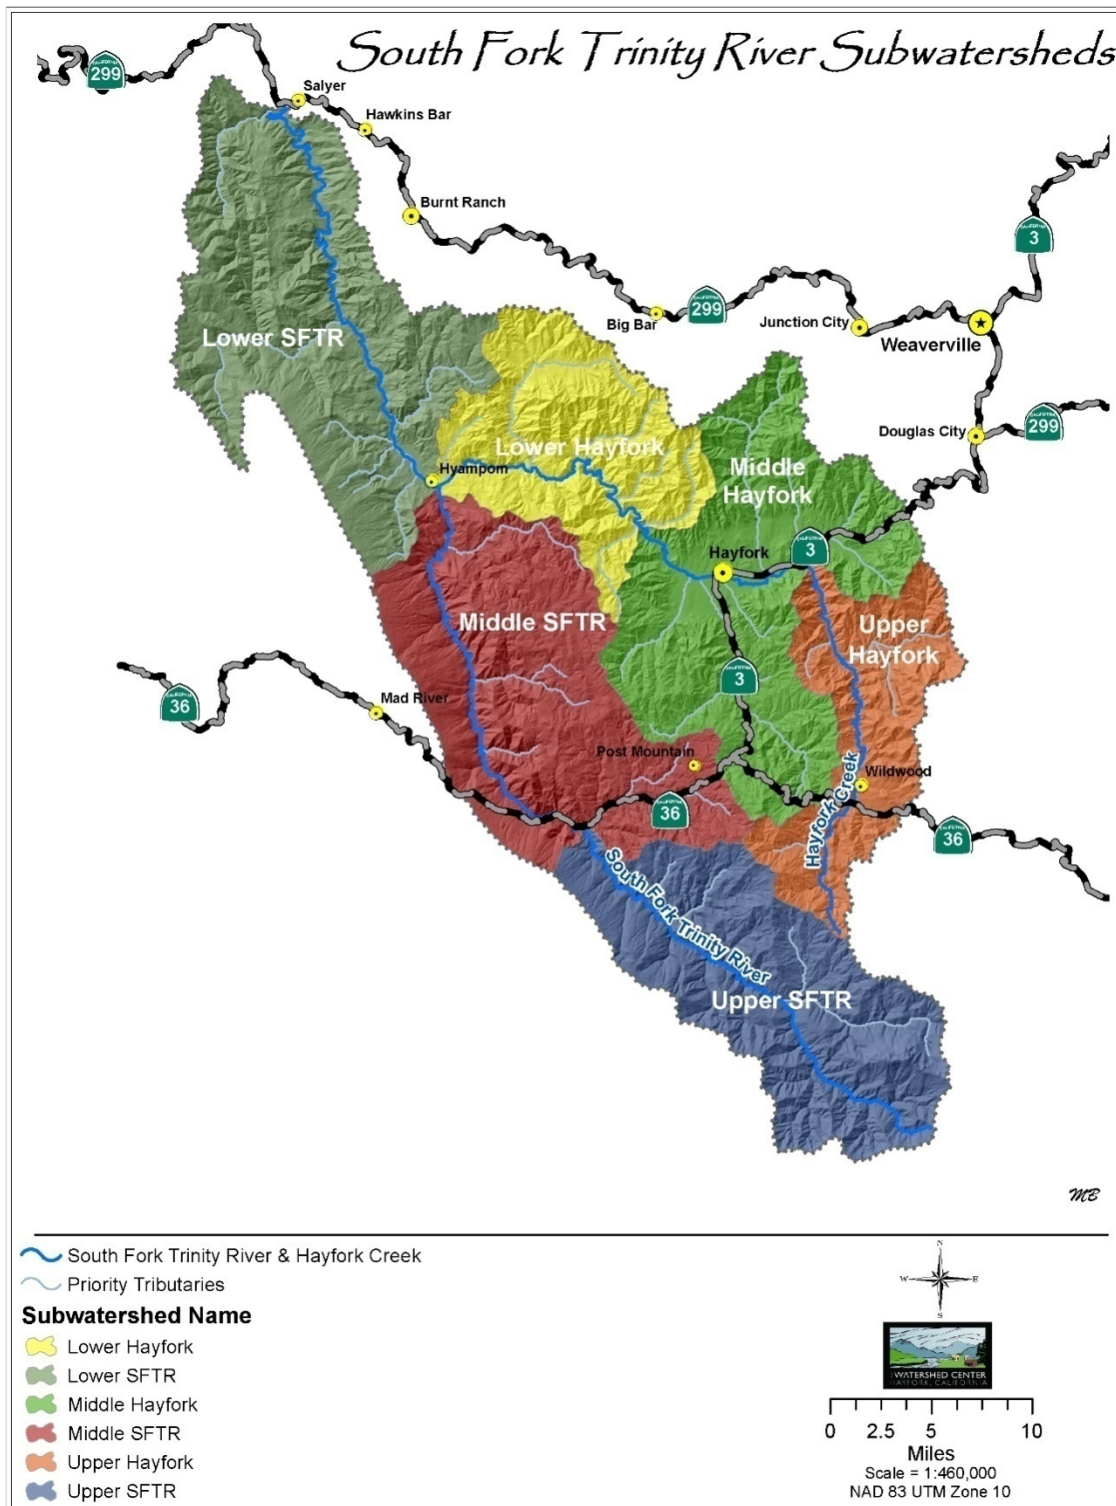 South Fork Trinity River Subwatersheds
299
Salyer
Hawkins Bar
Burnt Ranch
CALIFORNIA
3
Big Bar
299
Junction City
Weaverville
Lower SFTR
Douglas City
299
Lower Hayfork
Hyampom
Middle
Hayfork
Hayfork
3
Middle SFTR
Upper
Hayfork
3
36
Mad River
Post Mountain
Wildwood
36
Hayfork Creek
36
South Fork Trinity River
Upper SFTR
MB
South Fork Trinity River & Hayfork Creek
Priority Tributaries
Subwatershed Name
Lower Hayfork
Lower SFTR
Middle Hayfork
Middle SFTR
Upper Hayfork
Upper SFTR
N
W E
S
THE WATERSHED CENTER
HAYFORK, CALIFORNIA
0 2.5 5 10
Miles
Scale = 1:460,000
NAD 83 UTM Zone 10